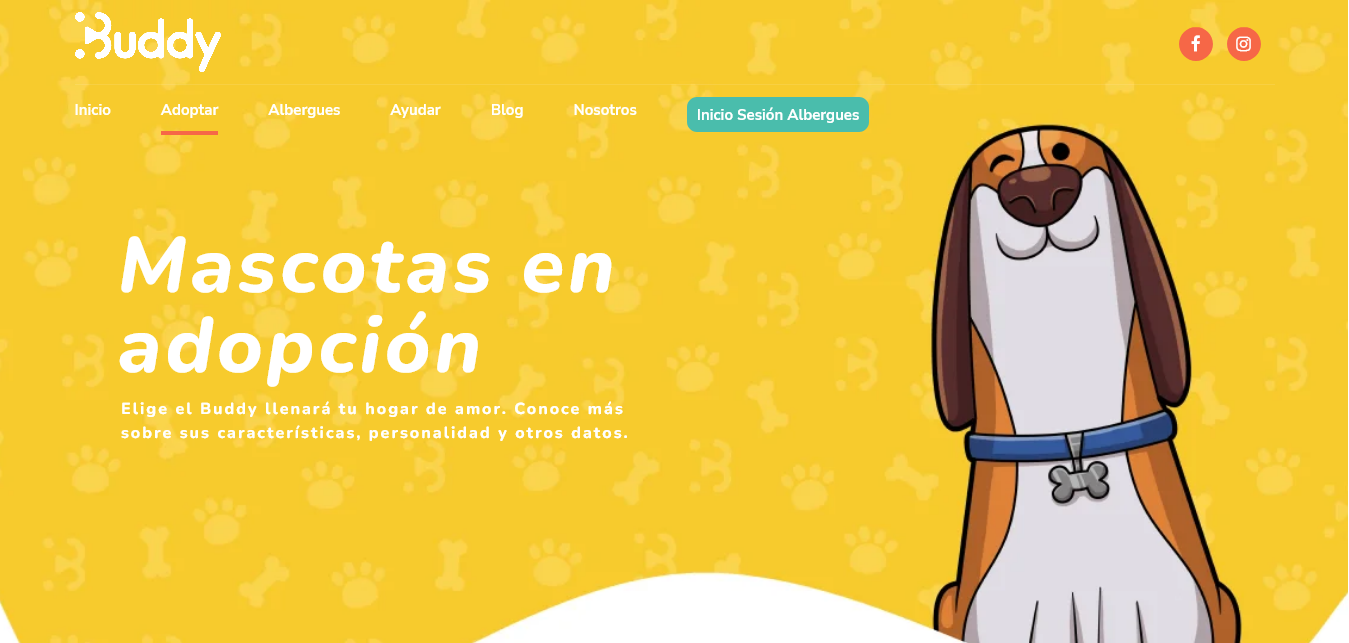 Buddy
Inicio Adoptar Albergues Ayudar Blog Nosotros Inicio Sesión Albergues
Mascotas en
adopción
Elige el Buddy llenará tu hogar de amor. Conoce más
sobre sus características, personalidad y otros datos.